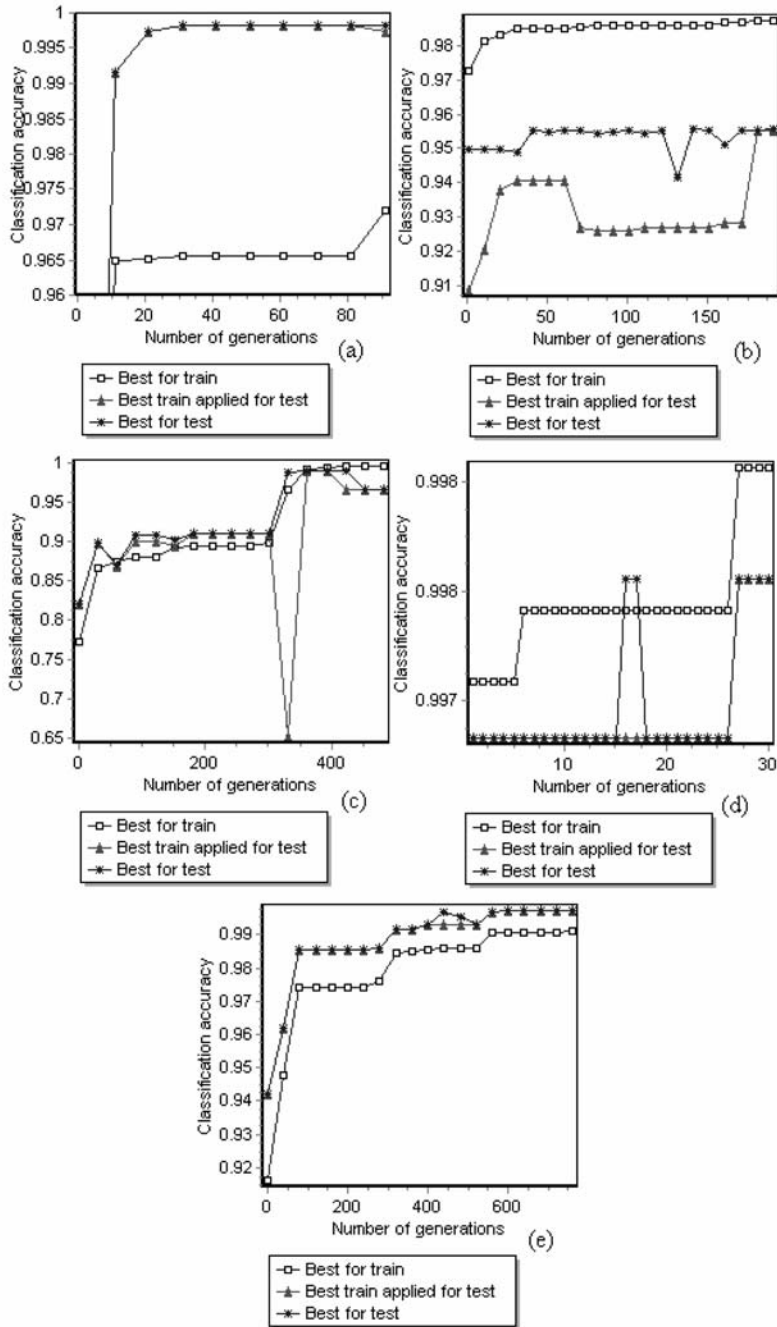 1
0.995
0.99
0.985
0.98
0.975
0.97
0.965
0.96
Classification accuracy
0 20 40 60 80
Number of generations
(a)
Best for train
Best train applied for test
Best for test
0.98
0.97
0.96
0.95
0.94
0.93
0.92
0.91
Classification accuracy
0 50 100 150
Number of generations
(b)
Best for train
Best train applied for test
Best for test
1
0.95
0.9
0.85
0.8
0.75
0.7
0.65
Classification accuracy
0 200 400
Number of generations
(c)
Best for train
Best train applied for test
Best for test
0.998
0.998
0.997
Classification accuracy
10 20 30
Number of generations
(d)
Best for train
Best train applied for test
Best for test
0.99
0.98
0.97
0.96
0.95
0.94
0.93
0.92
Classification accuracy
0 200 400 600
Number of generations
(e)
Best for train
Best train applied for test
Best for test